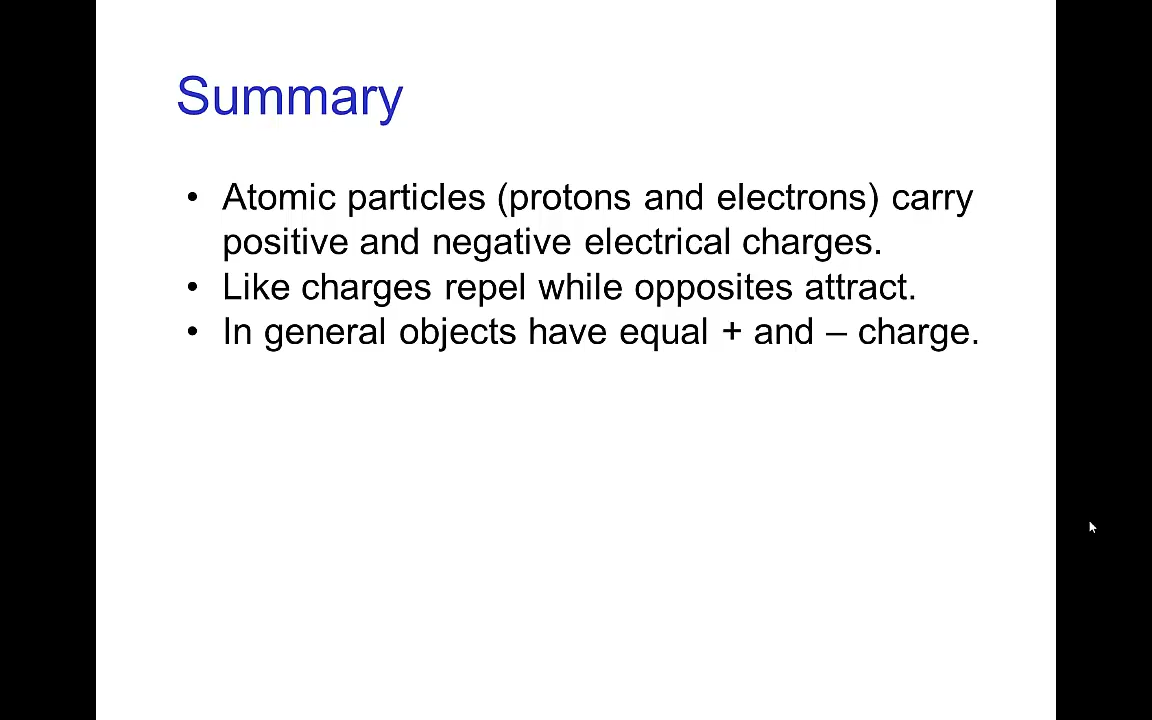 Summary
• Atomic particles (protons and electrons) carry
positive and negative electrical charges.
• Like charges repel while opposites attract.
• In general objects have equal + and – charge.